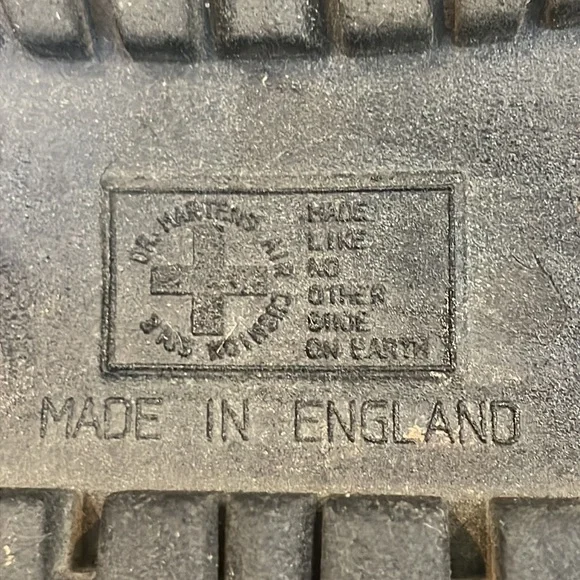 DR. MARTENS AIR CUSHION SOLE
MADE
LIKE
NO
OTHER
SHOE
ON EARTH
MADE IN ENGLAND